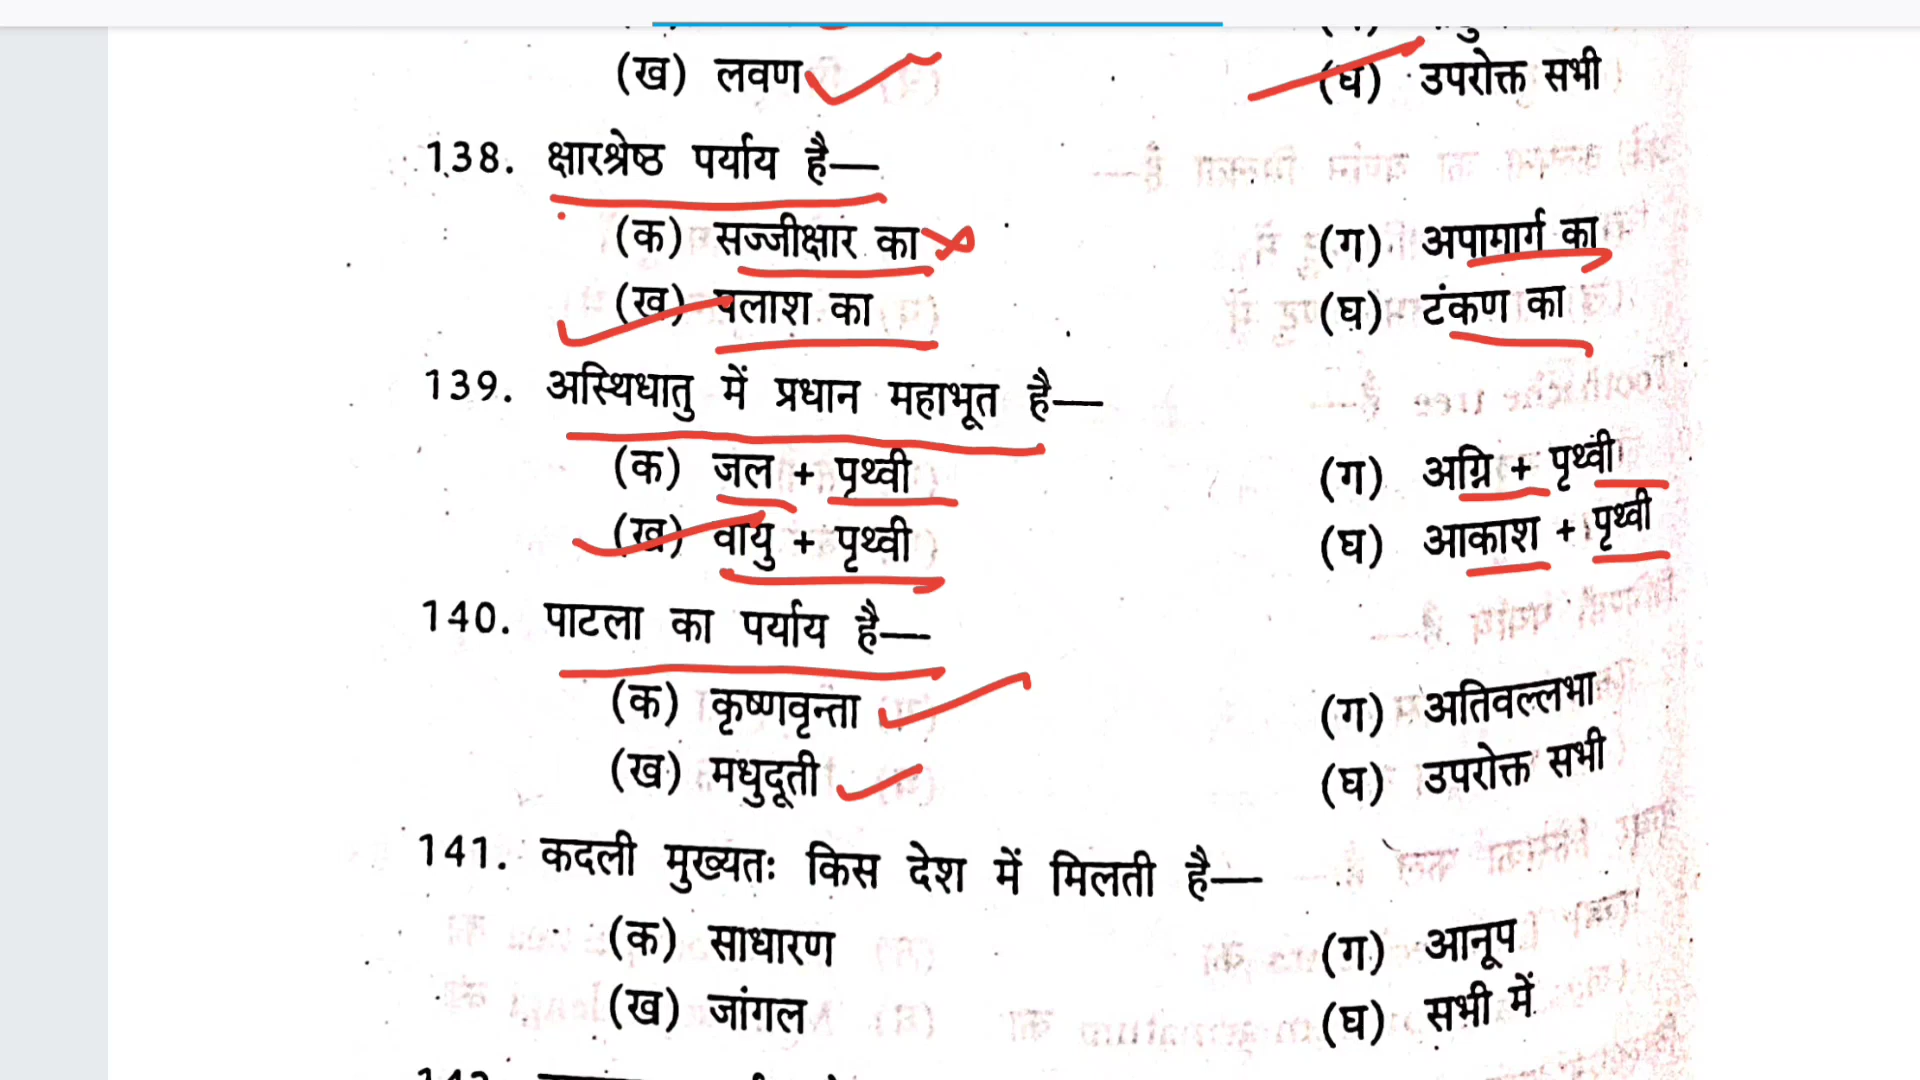 (ख) लवण
(घ) उपरोक्त सभी
138. क्षारश्रेष्ठ पर्याय है—
(क) सज्जीक्षार का
(ग) अपामार्ग का
(ख) पलाश का
(घ) टंकण का
139. अस्थिधातु में प्रधान महाभूत है—
(क) जल + पृथ्वी
(ग) अग्नि + पृथ्वी
(ख) वायु + पृथ्वी
(घ) आकाश + पृथ्वी
140. पाटला का पर्याय है—
(क) कृष्णवृन्ता
(ग) अतिवल्लभा
(ख) मधुदूती
(घ) उपरोक्त सभी
141. कदली मुख्यतः किस देश में मिलती है—
(क) साधारण
(ग) आनूप
(ख) जांगल
(घ) सभी में